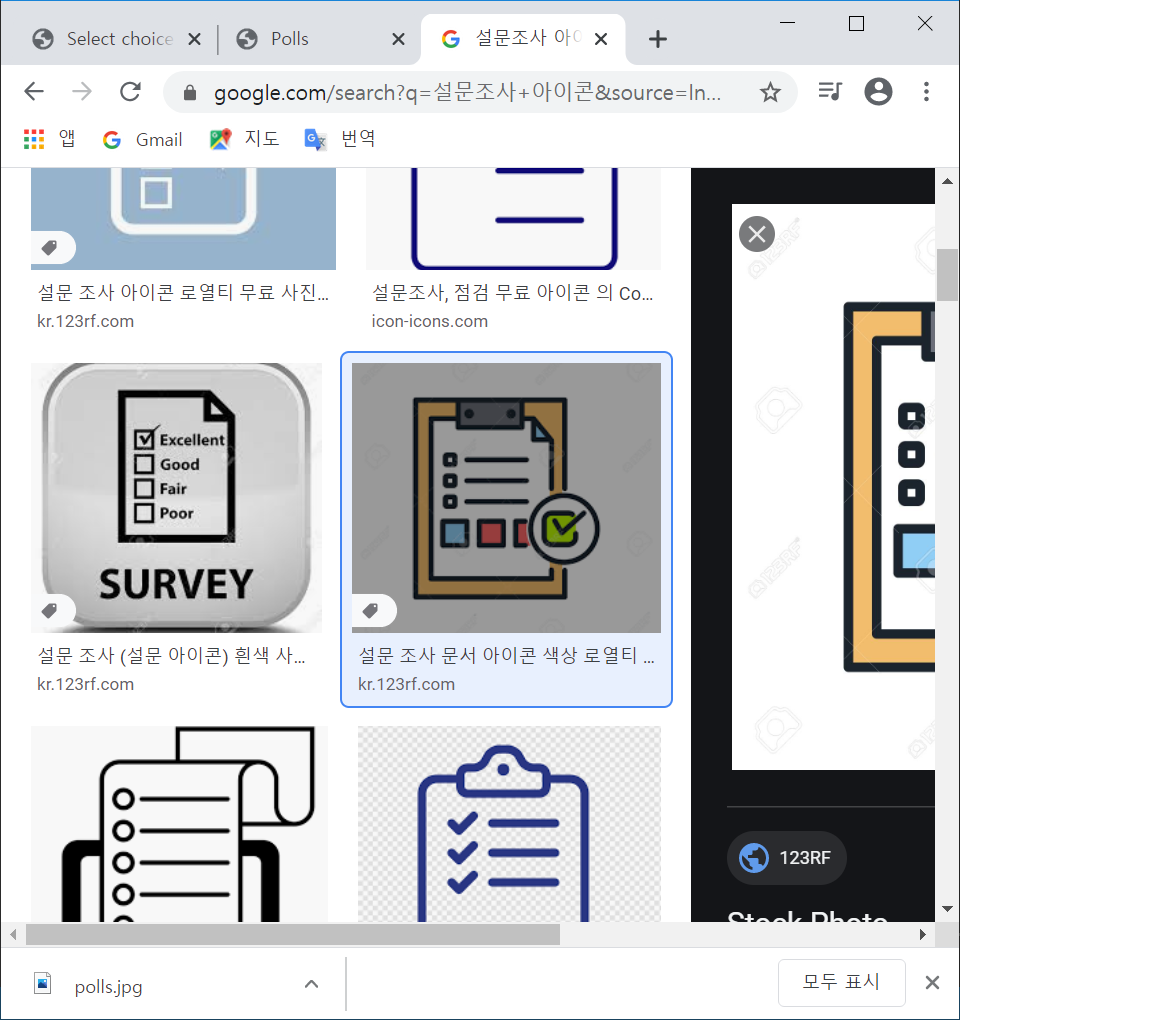 Select choice
Polls
설문조사 아이
google.com/search?q=설문조사+아이콘&source=ln...
앱
Gmail
지도
번역
설문 조사 아이콘 로열티 무료 사진...
kr.123rf.com
설문조사, 점검 무료 아이콘 의 Co...
icon-icons.com
Excellent
Good
Fair
Poor
SURVEY
설문 조사 (설문 아이콘) 흰색 사...
kr.123rf.com
설문 조사 문서 아이콘 색상 로열티 ...
kr.123rf.com
123RF
123RF
123RF
Stock Photo
polls.jpg
모두 표시